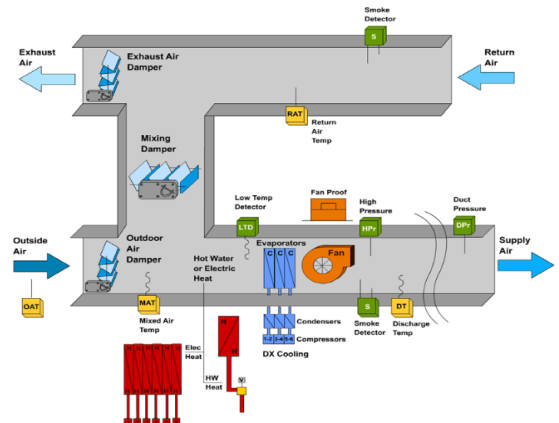 Smoke
Detector
S
Exhaust
Air
Exhaust Air
Damper
Return
Air
RAT
Return
Air
Temp
Mixing
Damper
Low Temp
Detector
Fan Proof
High
Pressure
Duct
Pressure
LTD
HPr
DPr
Outside
Air
Outdoor
Air
Damper
Hot Water
or Electric
Heat
Evaporators
C C C
Fan
Supply
Air
OAT
MAT
Mixed Air
Temp
S
Smoke
Detector
DT
Discharge
Temp
Condensers
Compressors
1-2 3-4 5-6
DX Cooling
Elec
Heat
HW
Heat
H H H H H H
H H H H H H
H
H
V